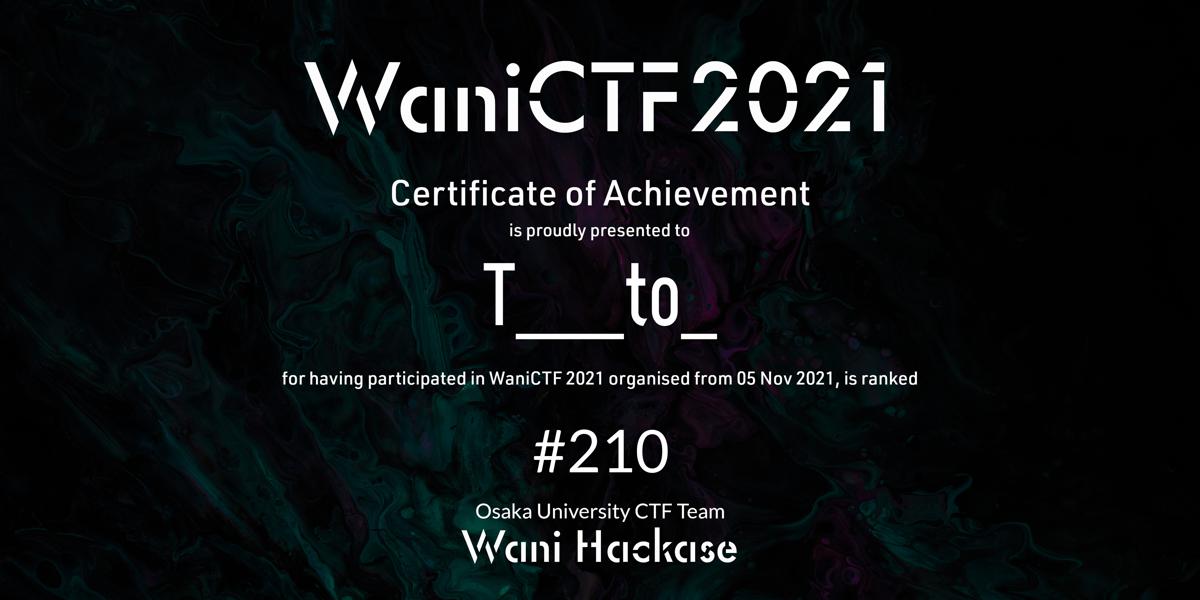 WaniCTF2021
Certificate of Achievement
is proudly presented to
T____to_
for having participated in WaniCTF 2021 organised from 05 Nov 2021, is ranked
#210
Osaka University CTF Team
Wani Hackase